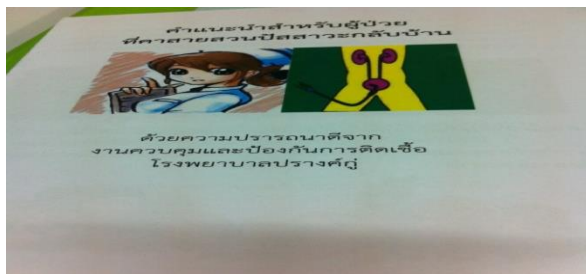 คำแนะนำสำหรับผู้ป่วย
ที่คาสายสวนปัสสาวะกลับบ้าน
ด้วยความปรารถนาดีจาก
งานควบคุมและป้องกันการติดเชื้อ
โรงพยาบาลปรางค์กู่